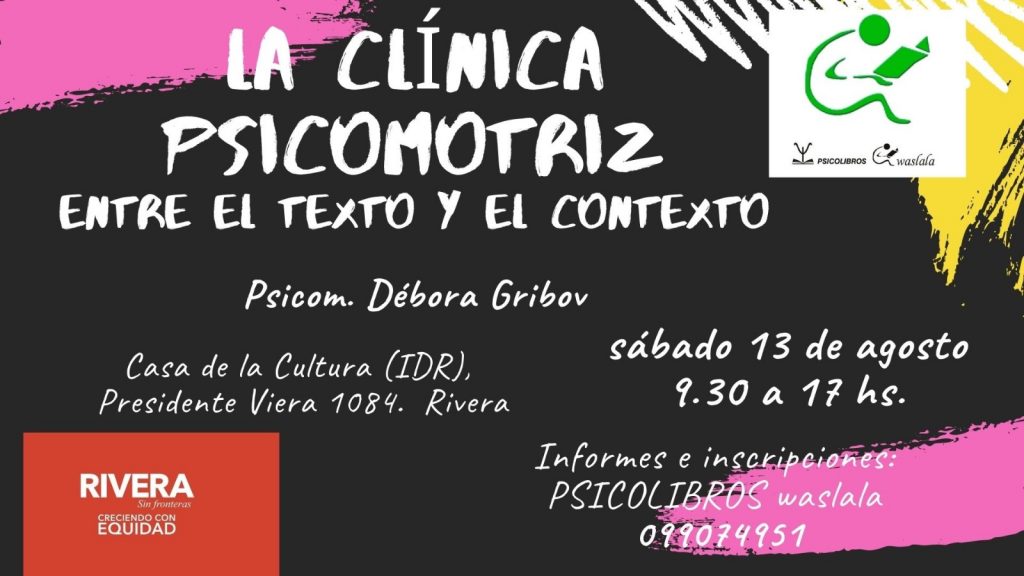 LA CLÍNICA
PSICOMOTRIZ
ENTRE EL TEXTO Y EL CONTEXTO
PSICOLIBROS waslala
Psicom. Débora Gribov
sábado 13 de agosto
9.30 a 17 hs.
Casa de la Cultura (IDR),
Presidente Viera 1084. Rivera
RIVERA
Sin fronteras
CRECIENDO CON
EQUIDAD
Informes e inscripciones:
PSICOLIBROS waslala
099074951